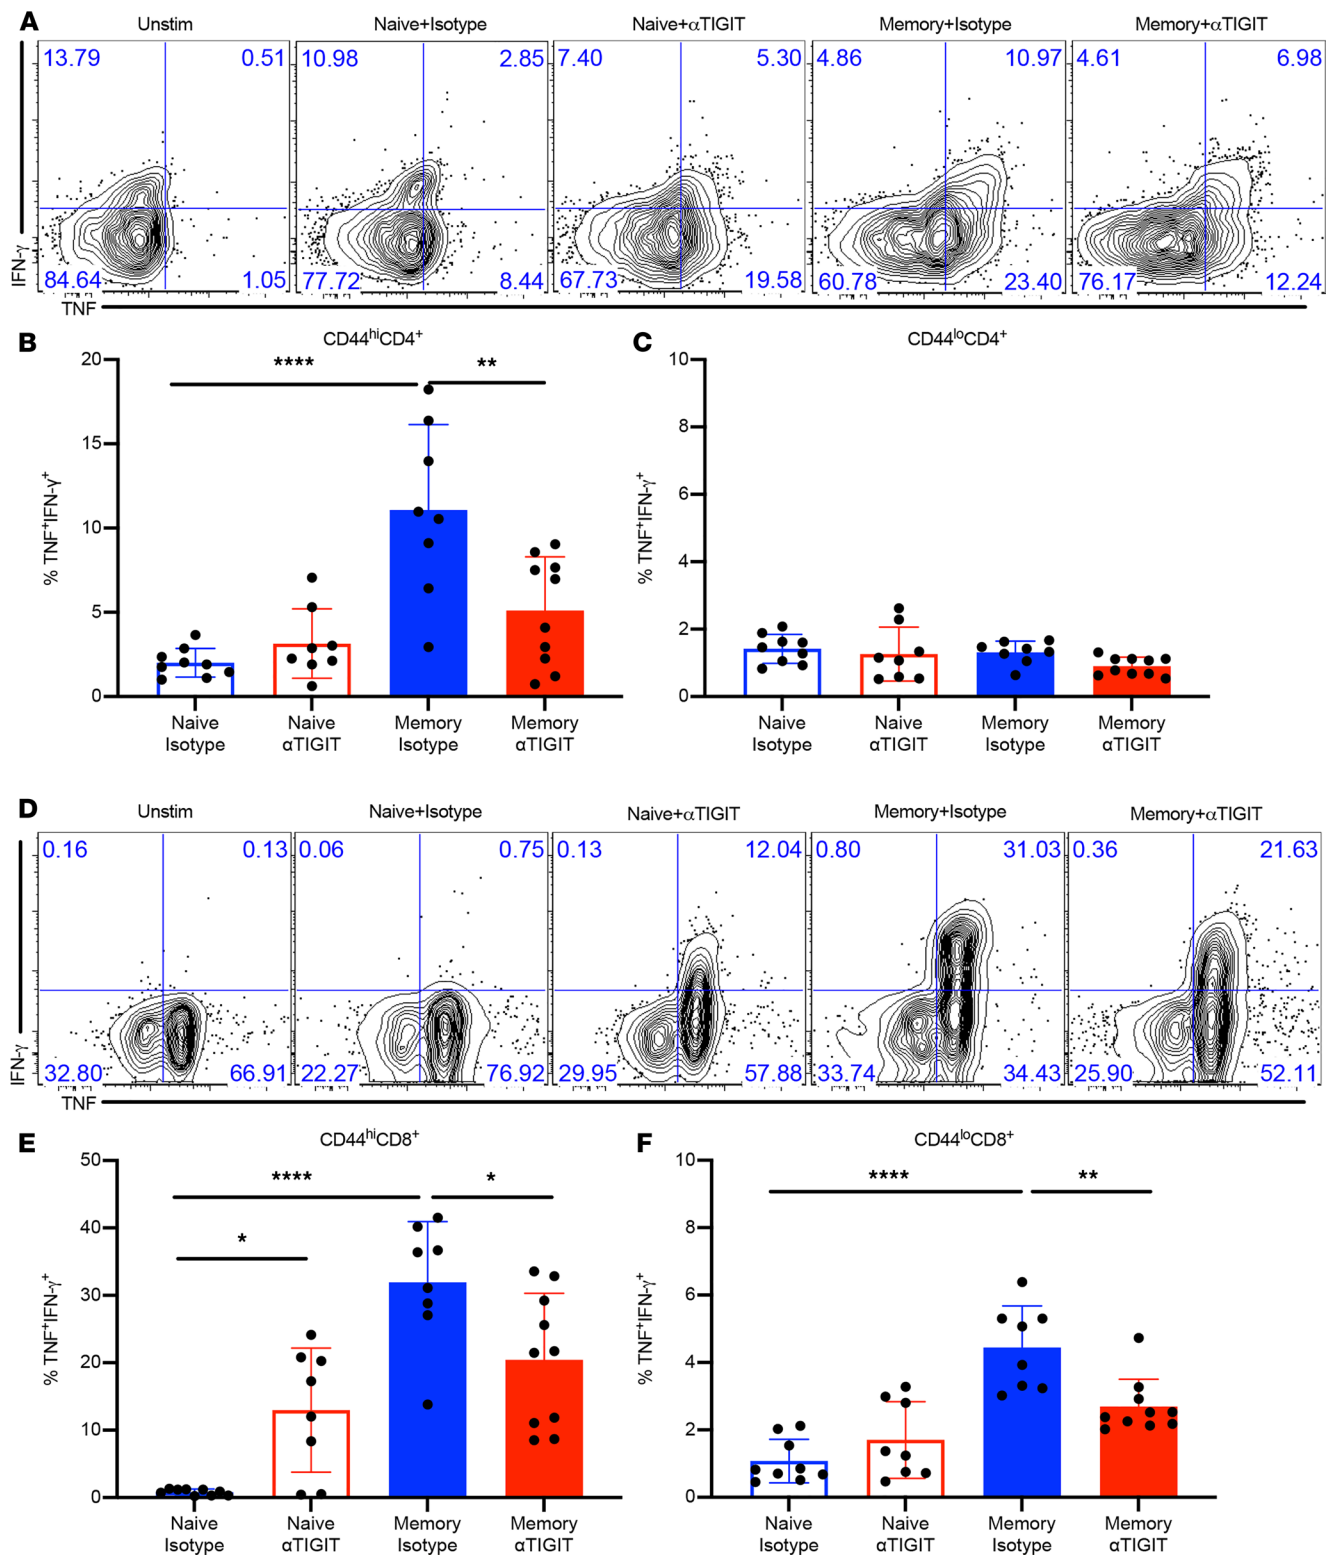 A
Unstim Naive+Isotype Naive+αTIGIT Memory+Isotype Memory+αTIGIT
13.79 0.51 10.98 2.85 7.40 5.30 4.86 10.97 4.61 6.98
IFN-γ
84.64 1.05 77.72 8.44 67.73 19.58 60.78 23.40 76.17 12.24
TNF
B
CD44hiCD4+
% TNF+IFN-γ+
20
15
10
5
0
**** **
Naive Isotype
Naive αTIGIT
Memory Isotype
Memory αTIGIT
C
CD44loCD4+
% TNF+IFN-γ+
10
8
6
4
2
0
Naive Isotype
Naive αTIGIT
Memory Isotype
Memory αTIGIT
D
Unstim Naive+Isotype Naive+αTIGIT Memory+Isotype Memory+αTIGIT
0.16 0.13 0.06 0.75 0.13 12.04 0.80 31.03 0.36 21.63
IFN-γ
32.80 66.91 22.27 76.92 29.95 57.88 33.74 34.43 25.90 52.11
TNF
E
CD44hiCD8+
% TNF+IFN-γ+
50
40
30
20
10
0
**** *
*
Naive Isotype
Naive αTIGIT
Memory Isotype
Memory αTIGIT
F
CD44loCD8+
% TNF+IFN-γ+
10
8
6
4
2
0
**** **
Naive Isotype
Naive αTIGIT
Memory Isotype
Memory αTIGIT